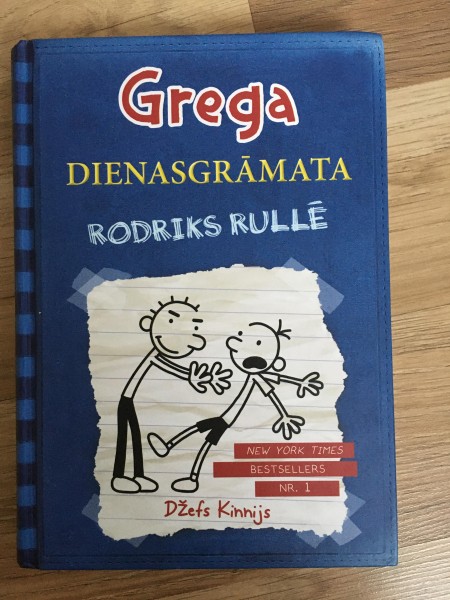 Grega
DIENASGRĀMATA
RODRIKS RULLĒ
NEW YORK TIMES
BESTSELLERS
NR. 1
Džefs Kinnijs